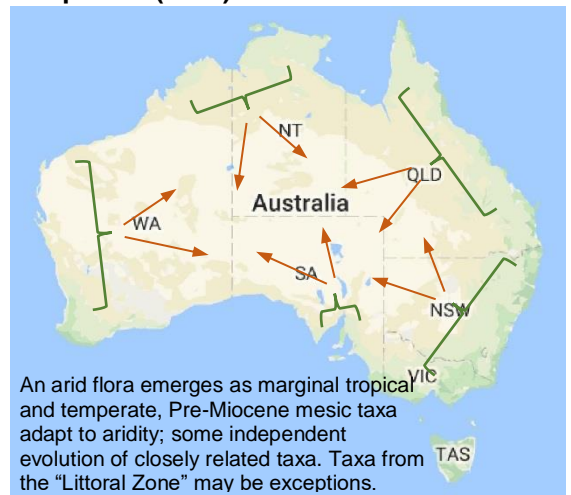 NT
QLD
Australia
WA
SA
NSW
VIC
An arid flora emerges as marginal tropical
and temperate, Pre-Miocene mesic taxa
adapt to aridity; some independent
evolution of closely related taxa. Taxa from
the “Littoral Zone” may be exceptions.
TAS